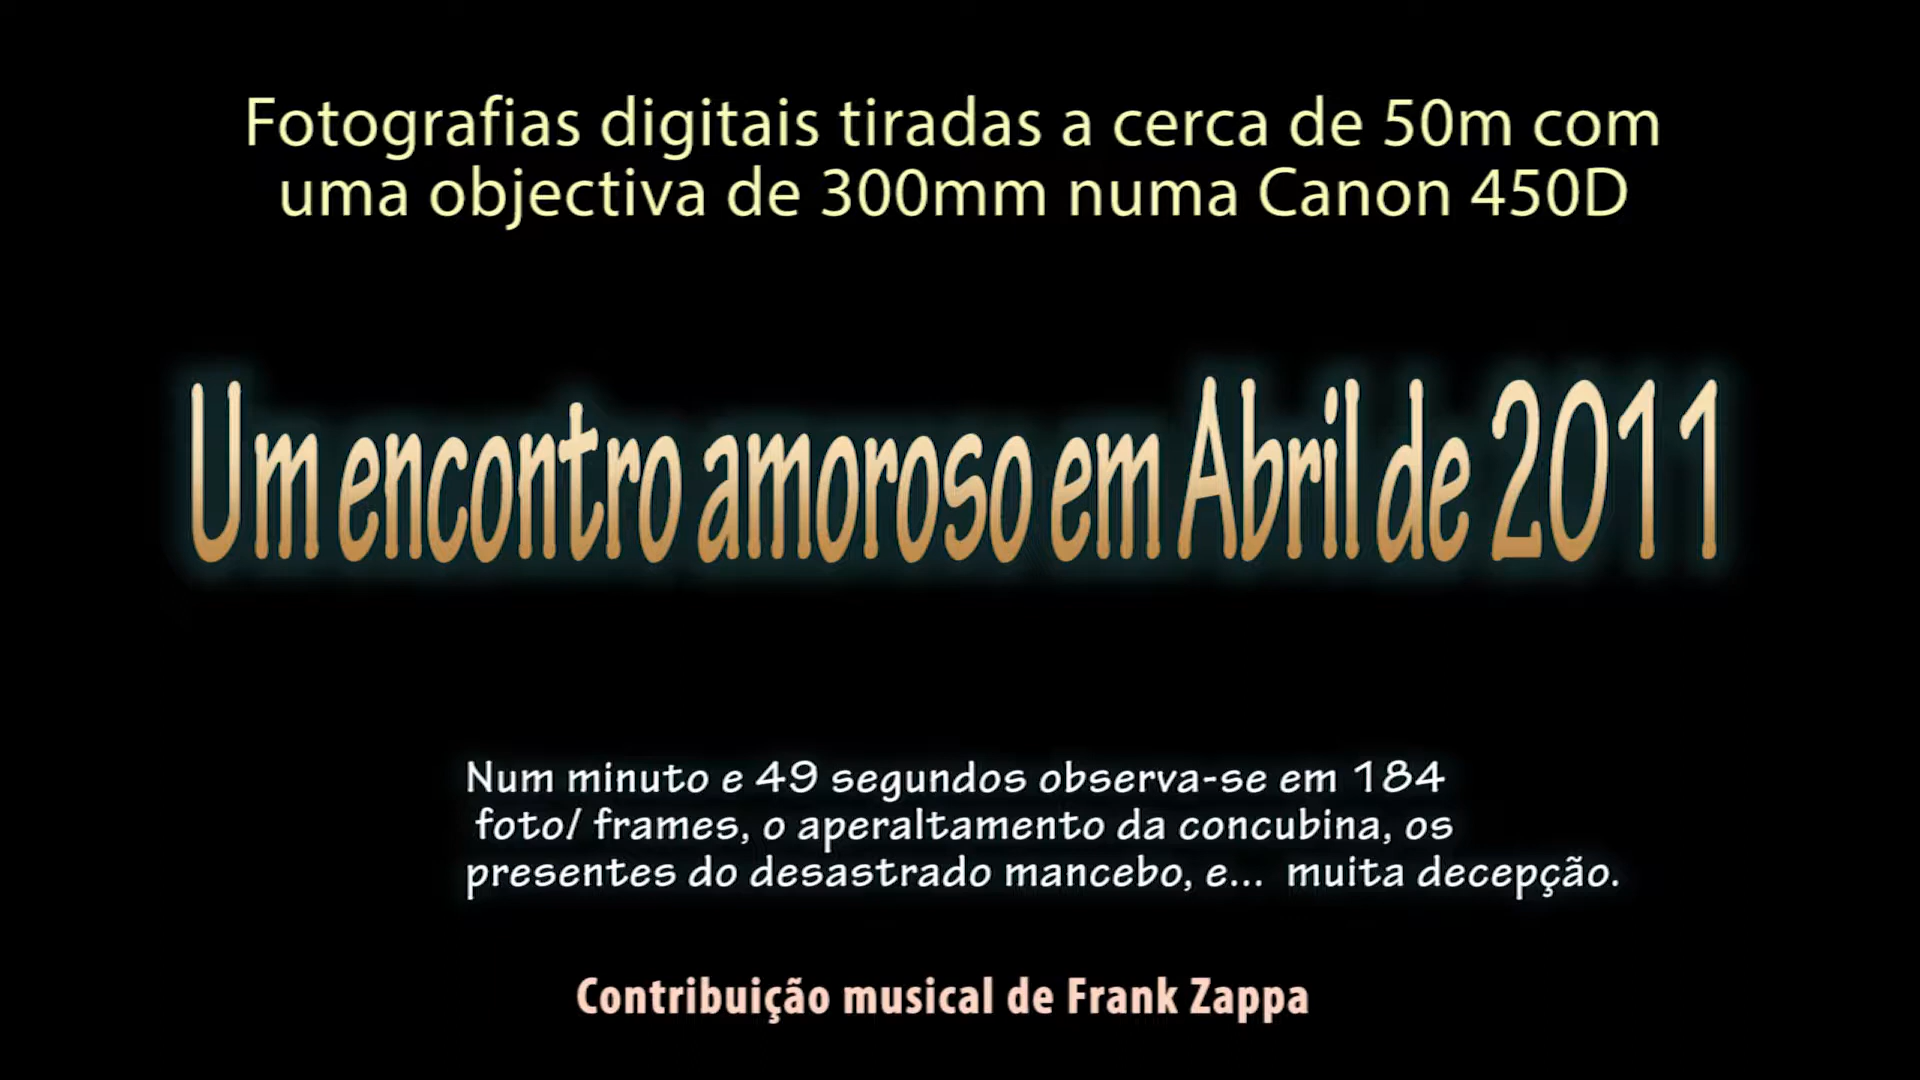 Fotografias digitais tiradas a cerca de 50m com
uma objectiva de 300mm numa Canon 450D
Um encontro amoroso em Abril de 2011
Num minuto e 49 segundos observa-se em 184
foto/ frames, o aperaltamento da concubina, os
presentes do desastrado mancebo, e... muita decepção.
Contribuição musical de Frank Zappa